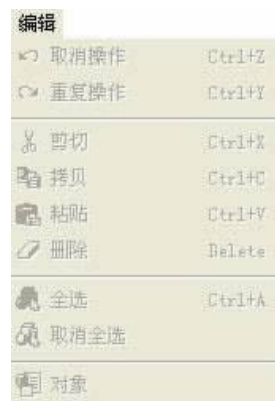 编辑
取消操作 Ctrl+Z
重复操作 Ctrl+Y
剪切 Ctrl+X
拷贝 Ctrl+C
粘贴 Ctrl+V
删除 Delete
全选 Ctrl+A
取消全选
对象